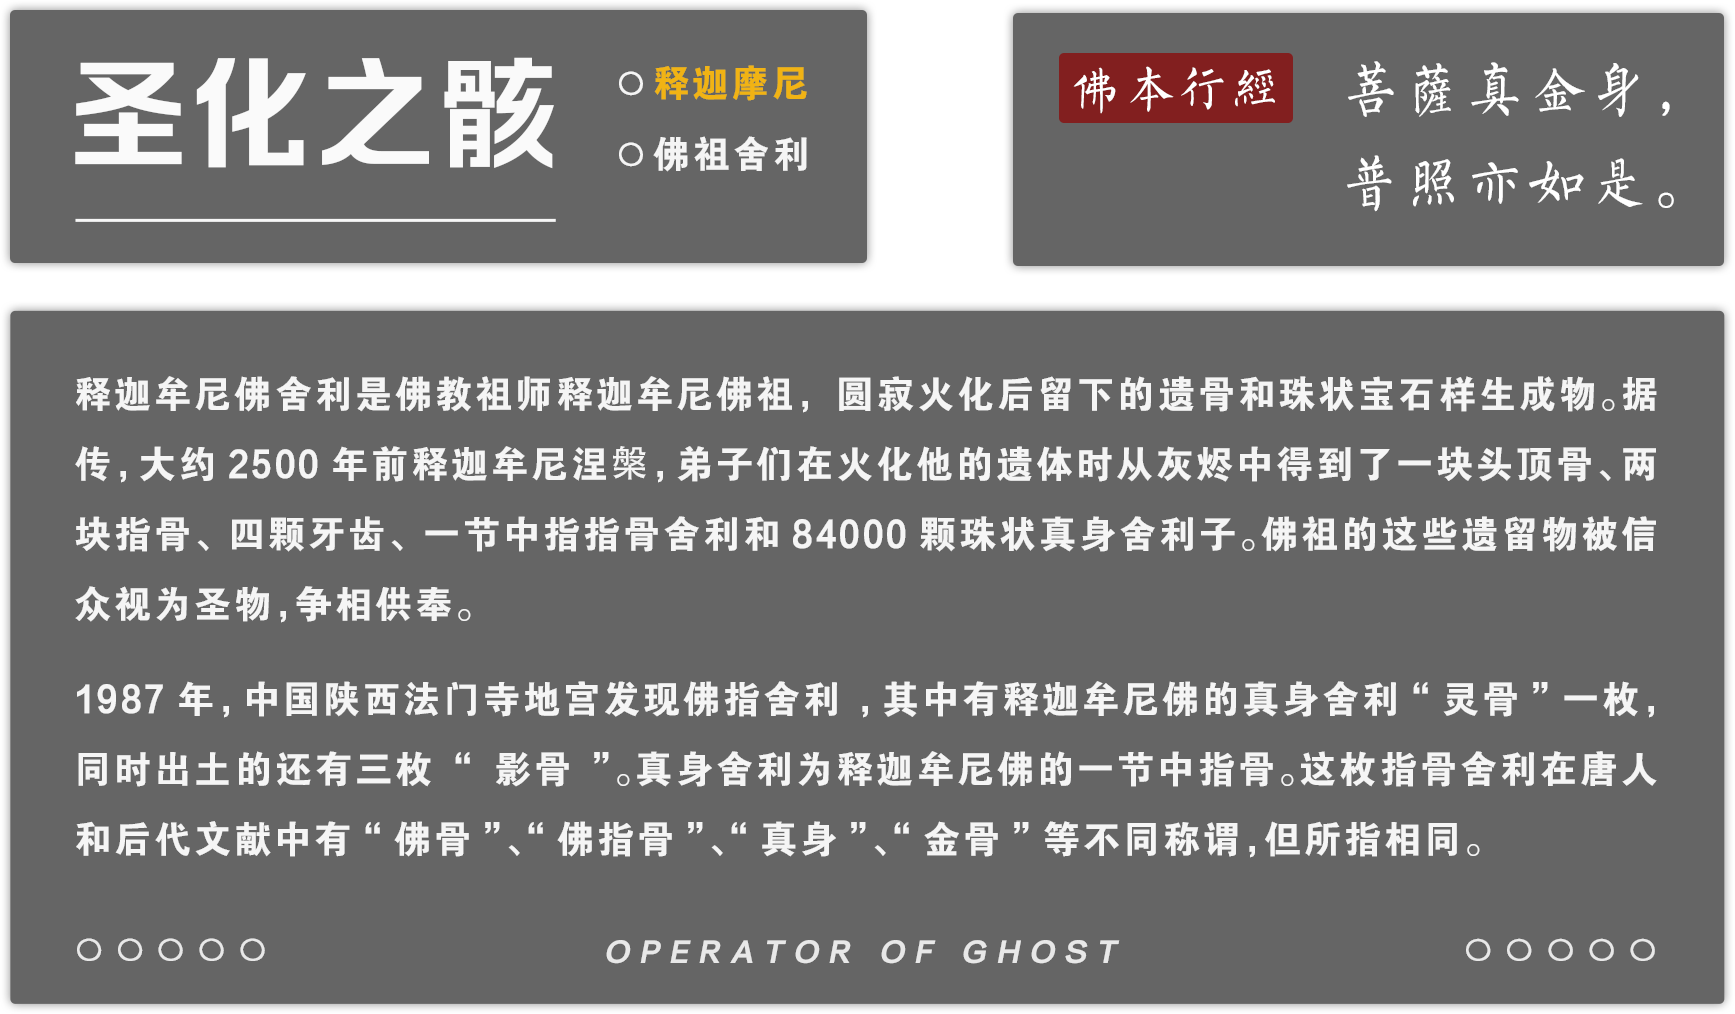 圣化之骸
释迦摩尼
佛祖舍利
佛本行經
菩薩真金身，
普照亦如是。
释迦牟尼佛舍利是佛教祖师释迦牟尼佛祖，圆寂火化后留下的遗骨和珠状宝石样生成物。据
传，大约 2500 年前释迦牟尼涅槃，弟子们在火化他的遗体时从灰烬中得到了一块头顶骨、两
块指骨、四颗牙齿、一节中指指骨舍利和 84000 颗珠状真身舍利子。佛祖的这些遗留物被信
众视为圣物，争相供奉。
1987 年，中国陕西法门寺地宫发现佛指舍利，其中有释迦牟尼佛的真身舍利“灵骨”一枚，
同时出土的还有三枚“影骨”。真身舍利为释迦牟尼佛的一节中指骨。这枚指骨舍利在唐人
和后代文献中有“佛骨”、“佛指骨”、“真身”、“金骨”等不同称谓，但所指相同。
OPERATOR OF GHOST